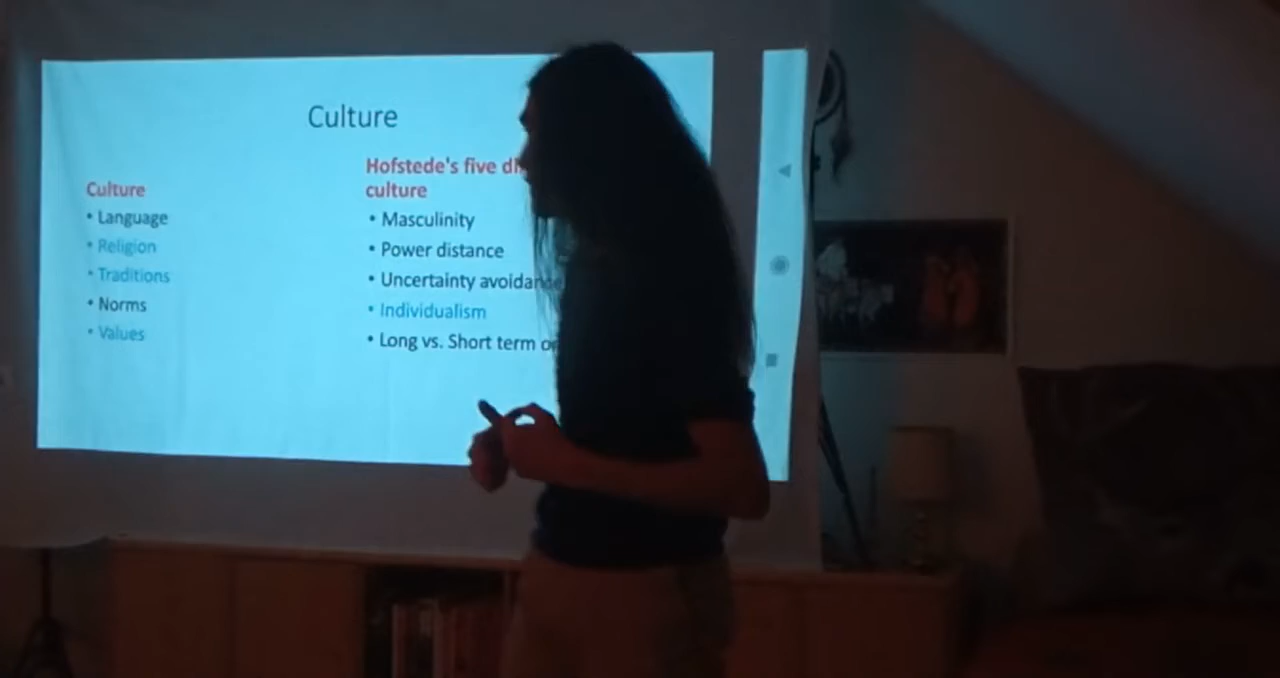 Culture
Culture
• Language
• Religion
• Traditions
• Norms
• Values
Hofstede's five
culture
• Masculinity
• Power distance
• Uncertainty avoidance
• Individualism
• Long vs. Short term